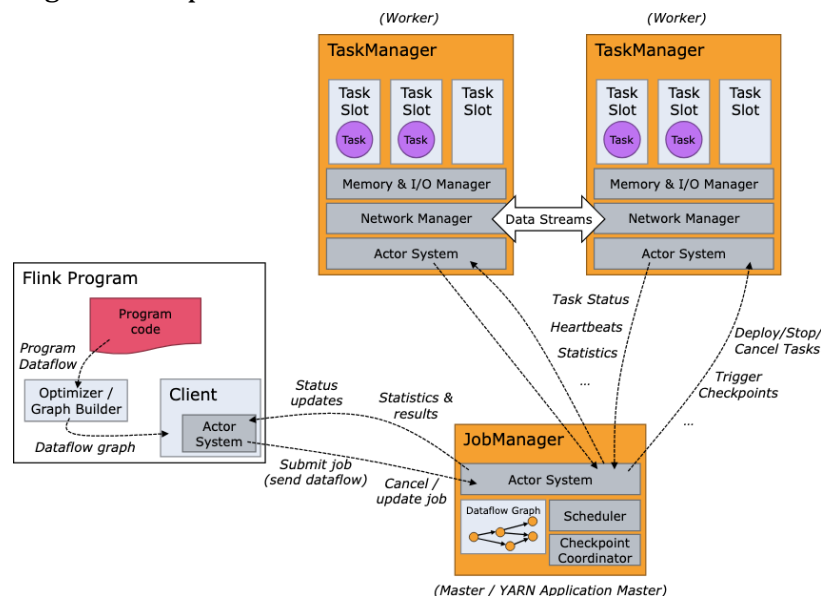 (Worker)
(Worker)
TaskManager
TaskManager
Task
Slot
Task
Slot
Task
Slot
Task
Task
Task
Slot
Task
Slot
Task
Slot
Task
Task
Memory & I/O Manager
Memory & I/O Manager
Network Manager
Data Streams
Network Manager
Actor System
Actor System
Flink Program
Program
code
Program
Dataflow
Optimizer /
Graph Builder
Dataflow graph
Client
Actor
System
Task Status
Heartbeats
Statistics
...
Deploy/Stop/
Cancel Tasks
Trigger
Checkpoints
...
Status
updates
Statistics &
results
Submit job
(send dataflow)
Cancel /
update job
JobManager
Actor System
Dataflow Graph
Scheduler
Checkpoint
Coordinator
(Master / YARN Application Master)